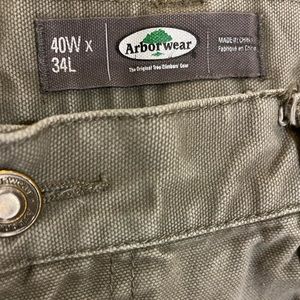 40W x
34L
Arborwear
The Original Tree Climbers' Gear
MADE IN CHINA
Fabriqué en Chine